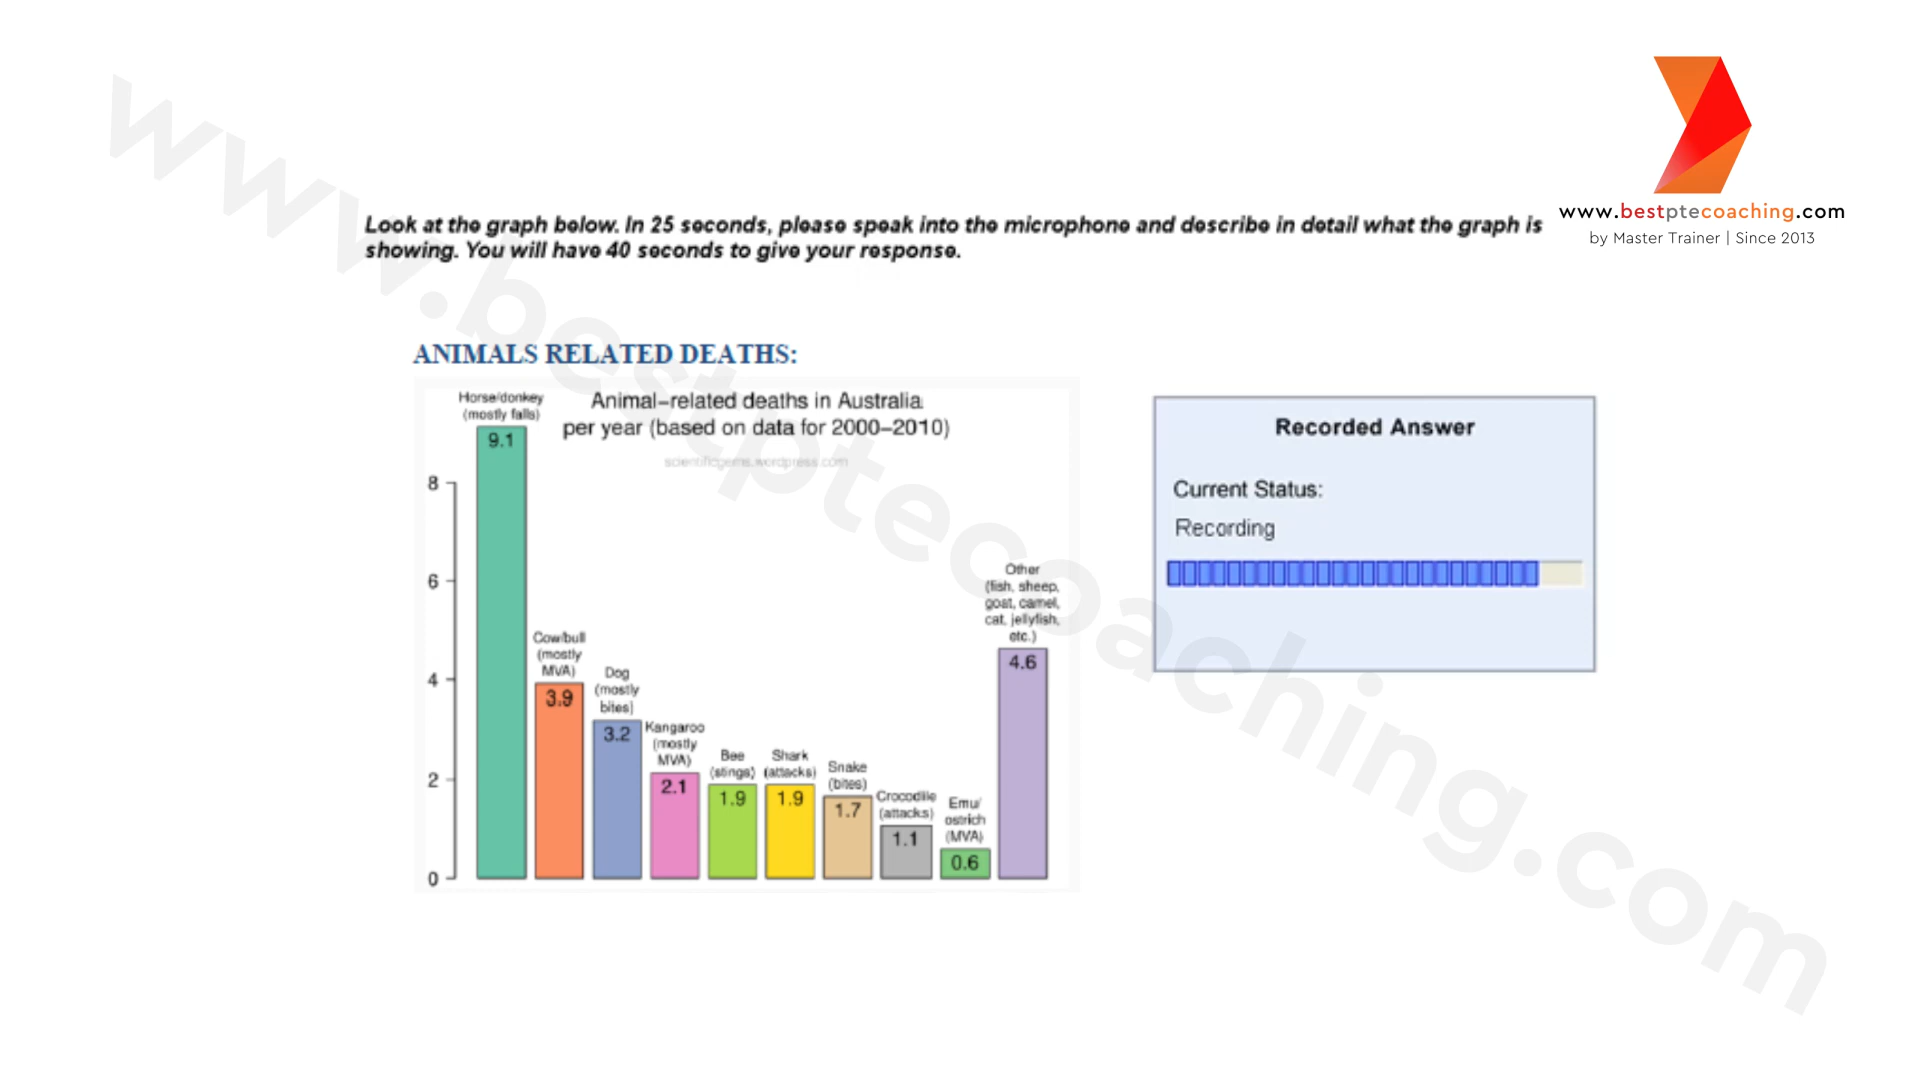 www.bestptecoaching.com
www.bestptecoaching.com
by Master Trainer | Since 2013
Look at the graph below. In 25 seconds, please speak into the microphone and describe in detail what the graph is
showing. You will have 40 seconds to give your response.
ANIMALS RELATED DEATHS:
Animal–related deaths in Australia
per year (based on data for 2000–2010)
scientificgems.wordpress.com
Horse/donkey
(mostly falls)
9.1
Cow/bull
(mostly
MVA)
3.9
Dog
(mostly
bites)
3.2
Kangaroo
(mostly
MVA)
2.1
Bee
(stings)
1.9
Shark
(attacks)
1.9
Snake
(bites)
1.7
Crocodile
(attacks)
1.1
Emu/
ostrich
(MVA)
0.6
Other
(fish, sheep,
goat, camel,
cat, jellyfish,
etc.)
4.6
8
6
4
2
0
Recorded Answer
Current Status:
Recording